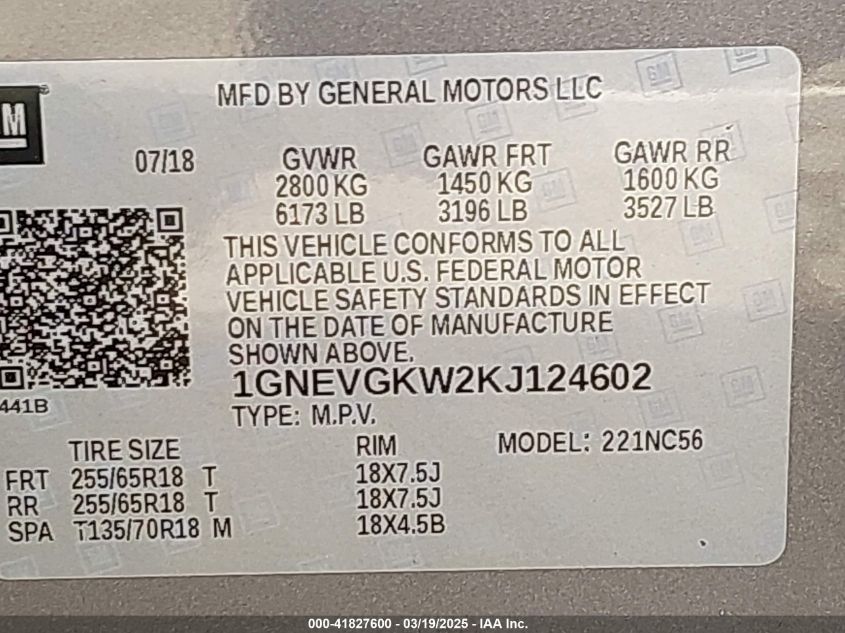 MFD BY GENERAL MOTORS LLC
07/18
GVWR GAWR FRT GAWR RR
2800 KG 1450 KG 1600 KG
6173 LB 3196 LB 3527 LB
THIS VEHICLE CONFORMS TO ALL
APPLICABLE U.S. FEDERAL MOTOR
VEHICLE SAFETY STANDARDS IN EFFECT
ON THE DATE OF MANUFACTURE
SHOWN ABOVE.
1GNEVGKW2KJ124602
441B
TYPE: M.P.V.
TIRE SIZE RIM MODEL: 221NC56
FRT 255/65R18 T 18X7.5J
RR 255/65R18 T 18X7.5J
SPA T135/70R18 M 18X4.5B
000-41827600 - 03/19/2025 - IAA Inc.